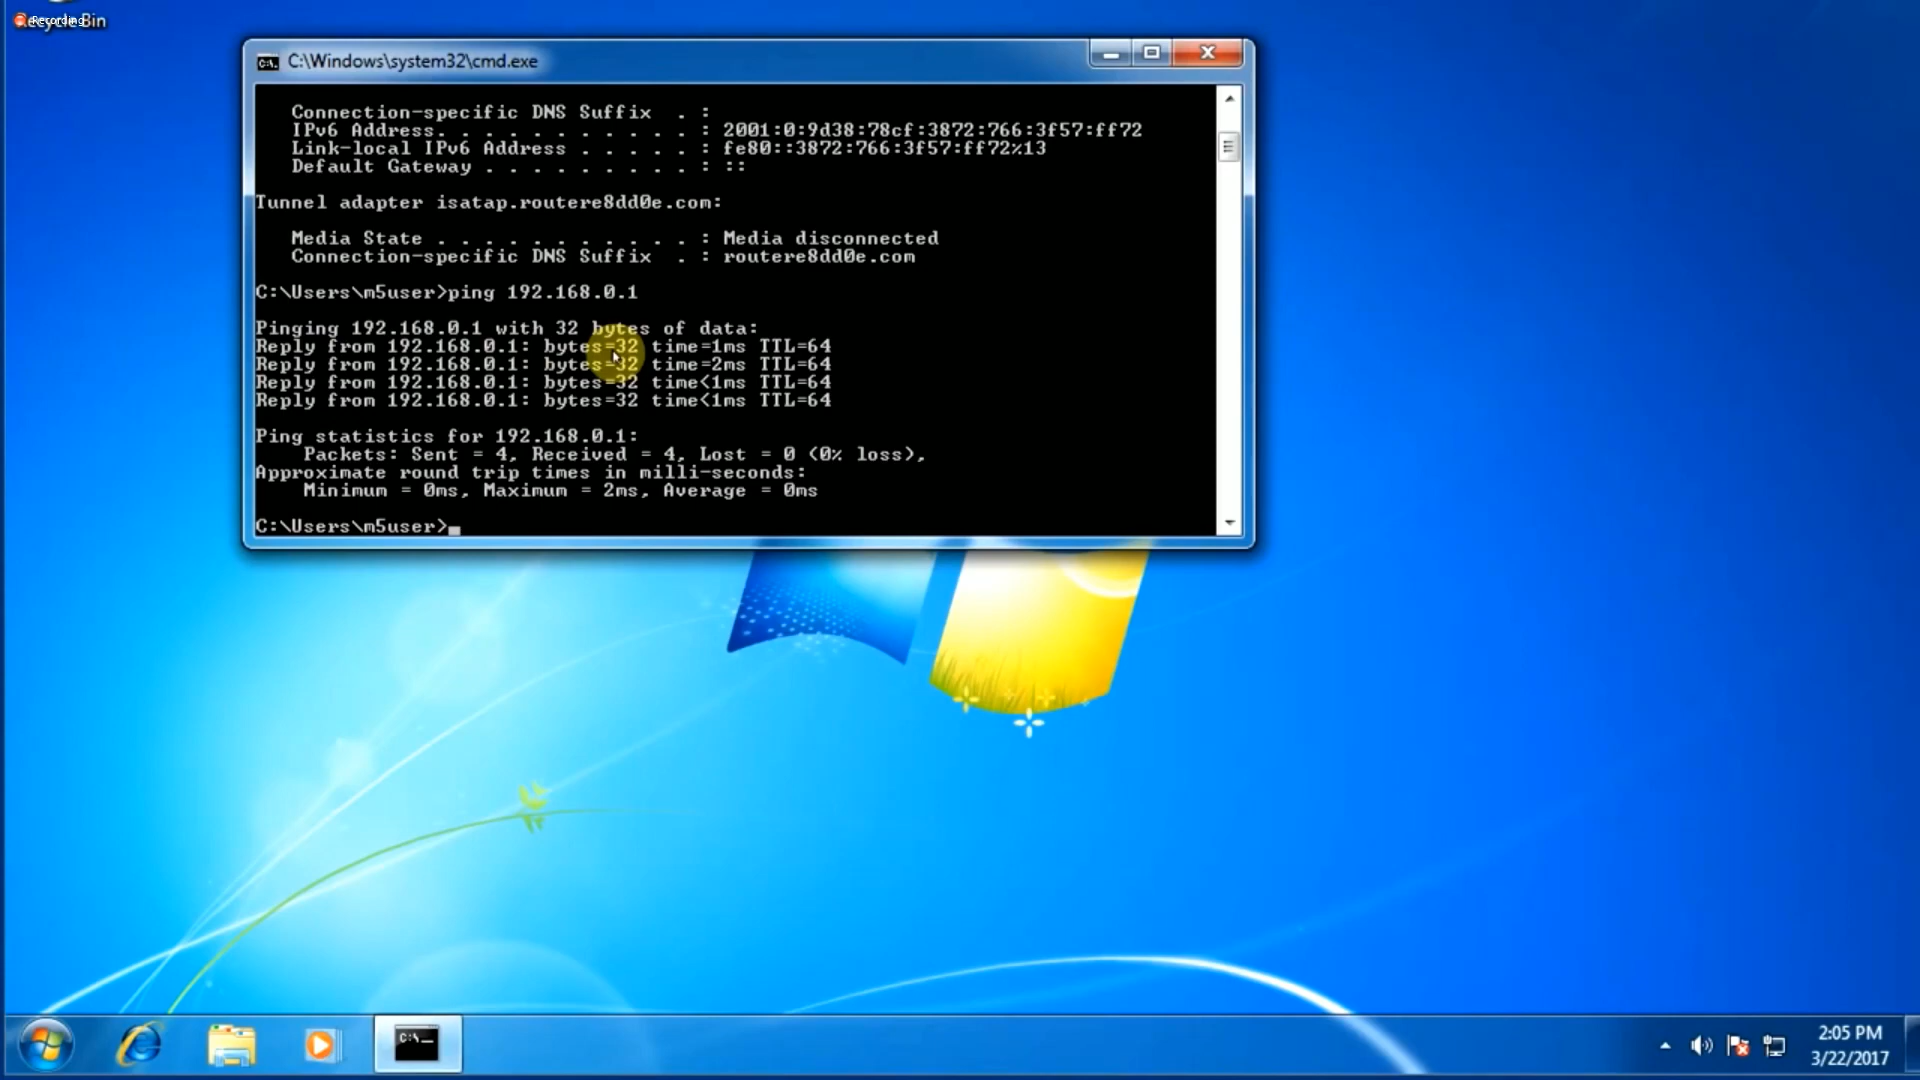 Recycle Bin
Recording
C:\Windows\system32\cmd.exe
Connection-specific DNS Suffix  . :
IPv6 Address. . . . . . . . . . . : 2001:0:9d38:78cf:3872:766:3f57:ff72
Link-local IPv6 Address . . . . . : fe80::3872:766:3f57:ff72%13
Default Gateway . . . . . . . . . : ::
Tunnel adapter isatap.routere8dd0e.com:
Media State . . . . . . . . . . . : Media disconnected
Connection-specific DNS Suffix  . : routere8dd0e.com
C:\Users\m5user>ping 192.168.0.1
Pinging 192.168.0.1 with 32 bytes of data:
Reply from 192.168.0.1: bytes=32 time=1ms TTL=64
Reply from 192.168.0.1: bytes=32 time=2ms TTL=64
Reply from 192.168.0.1: bytes=32 time<1ms TTL=64
Reply from 192.168.0.1: bytes=32 time<1ms TTL=64
Ping statistics for 192.168.0.1:
Packets: Sent = 4, Received = 4, Lost = 0 (0% loss),
Approximate round trip times in milli-seconds:
Minimum = 0ms, Maximum = 2ms, Average = 0ms
C:\Users\m5user>_
2:05 PM
3/22/2017